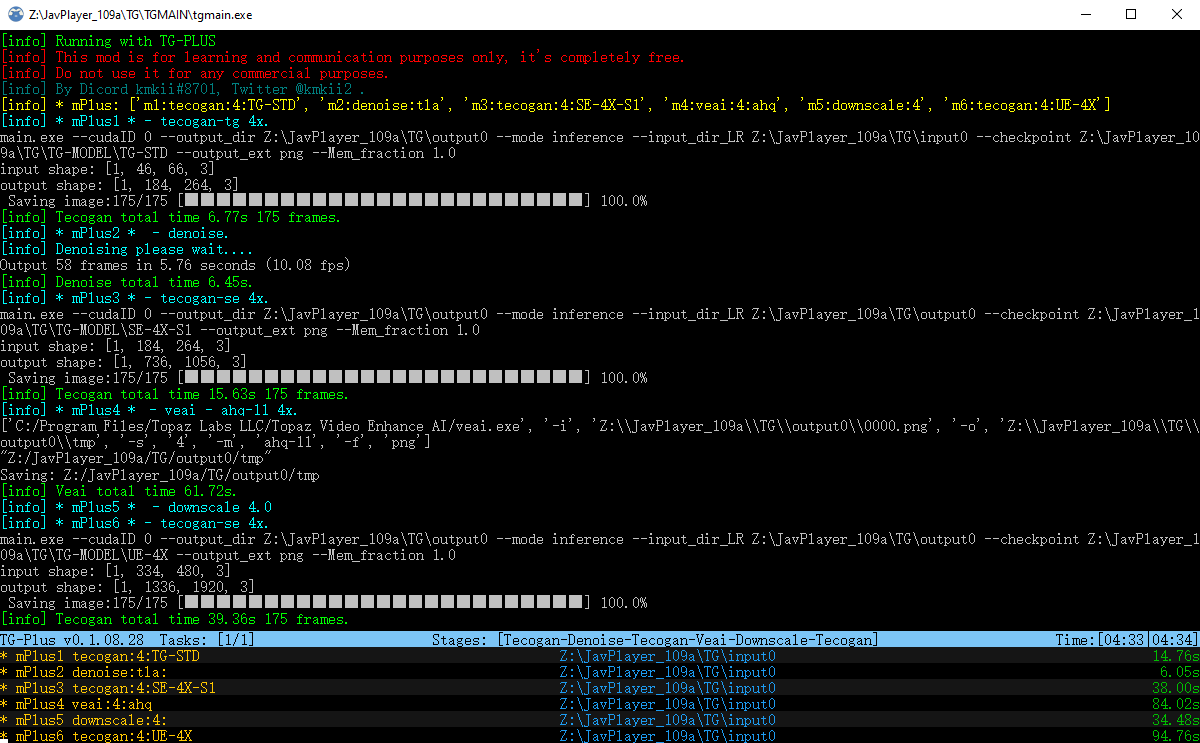 Z:\JavPlayer_109a\TG\TGMAIN\tgmain.exe
[info] Running with TG-PLUS
[info] This mod is for learning and communication purposes only, it's completely free.
[info] Do not use it for any commercial purposes.
[info] By Dicord kmkii#8701, Twitter @kmkii2 .
[info] * mPlus: ['m1:tecogan:4:TG-STD', 'm2:denoise:tla', 'm3:tecogan:4:SE-4X-S1', 'm4:veai:4:ahq', 'm5:downscale:4', 'm6:tecogan:4:UE-4X']
[info] * mPlus1 * - tecogan-tg 4x.
main.exe --cudaID 0 --output_dir Z:\JavPlayer_109a\TG\output0 --mode inference --input_dir_LR Z:\JavPlayer_109a\TG\input0 --checkpoint Z:\JavPlayer_10
9a\TG\TG-MODEL\TG-STD --output_ext png --Mem_fraction 1.0
input shape: [1, 46, 66, 3]
output shape: [1, 184, 264, 3]
Saving image:175/175 [■■■■■■■■■■■■■■■■■■■■■■■■■] 100.0%
[info] Tecogan total time 6.77s 175 frames.
[info] * mPlus2 *  - denoise.
[info] Denoising please wait....
Output 58 frames in 5.76 seconds (10.08 fps)
[info] Denoise total time 6.45s.
[info] * mPlus3 * - tecogan-se 4x.
main.exe --cudaID 0 --output_dir Z:\JavPlayer_109a\TG\output0 --mode inference --input_dir_LR Z:\JavPlayer_109a\TG\output0 --checkpoint Z:\JavPlayer_1
09a\TG\TG-MODEL\SE-4X-S1 --output_ext png --Mem_fraction 1.0
input shape: [1, 184, 264, 3]
output shape: [1, 736, 1056, 3]
Saving image:175/175 [■■■■■■■■■■■■■■■■■■■■■■■■■] 100.0%
[info] Tecogan total time 15.63s 175 frames.
[info] * mPlus4 *  - veai - ahq-11 4x.
['C:/Program Files/Topaz Labs LLC/Topaz Video Enhance AI/veai.exe', '-i', 'Z:\\JavPlayer_109a\\TG\\output0\\0000.png', '-o', 'Z:\\JavPlayer_109a\\TG\\
output0\\tmp', '-s', '4', '-m', 'ahq-11', '-f', 'png']
"Z:/JavPlayer_109a/TG/output0/tmp"
Saving: Z:/JavPlayer_109a/TG/output0/tmp
[info] Veai total time 61.72s.
[info] * mPlus5 *  - downscale 4.0
[info] * mPlus6 * - tecogan-se 4x.
main.exe --cudaID 0 --output_dir Z:\JavPlayer_109a\TG\output0 --mode inference --input_dir_LR Z:\JavPlayer_109a\TG\output0 --checkpoint Z:\JavPlayer_1
09a\TG\TG-MODEL\UE-4X --output_ext png --Mem_fraction 1.0
input shape: [1, 334, 480, 3]
output shape: [1, 1336, 1920, 3]
Saving image:175/175 [■■■■■■■■■■■■■■■■■■■■■■■■■] 100.0%
[info] Tecogan total time 39.36s 175 frames.
TG-Plus v0.1.08.28  Tasks: [1/1] Stages: [Tecogan-Denoise-Tecogan-Veai-Downscale-Tecogan] Time:[04:33|04:34]
* mPlus1 tecogan:4:TG-STD Z:\JavPlayer_109a\TG\input0 14.76s
* mPlus2 denoise:tla: Z:\JavPlayer_109a\TG\input0 6.05s
* mPlus3 tecogan:4:SE-4X-S1 Z:\JavPlayer_109a\TG\input0 38.00s
* mPlus4 veai:4:ahq Z:\JavPlayer_109a\TG\input0 84.02s
* mPlus5 downscale:4: Z:\JavPlayer_109a\TG\input0 34.48s
* mPlus6 tecogan:4:UE-4X Z:\JavPlayer_109a\TG\input0 94.76s